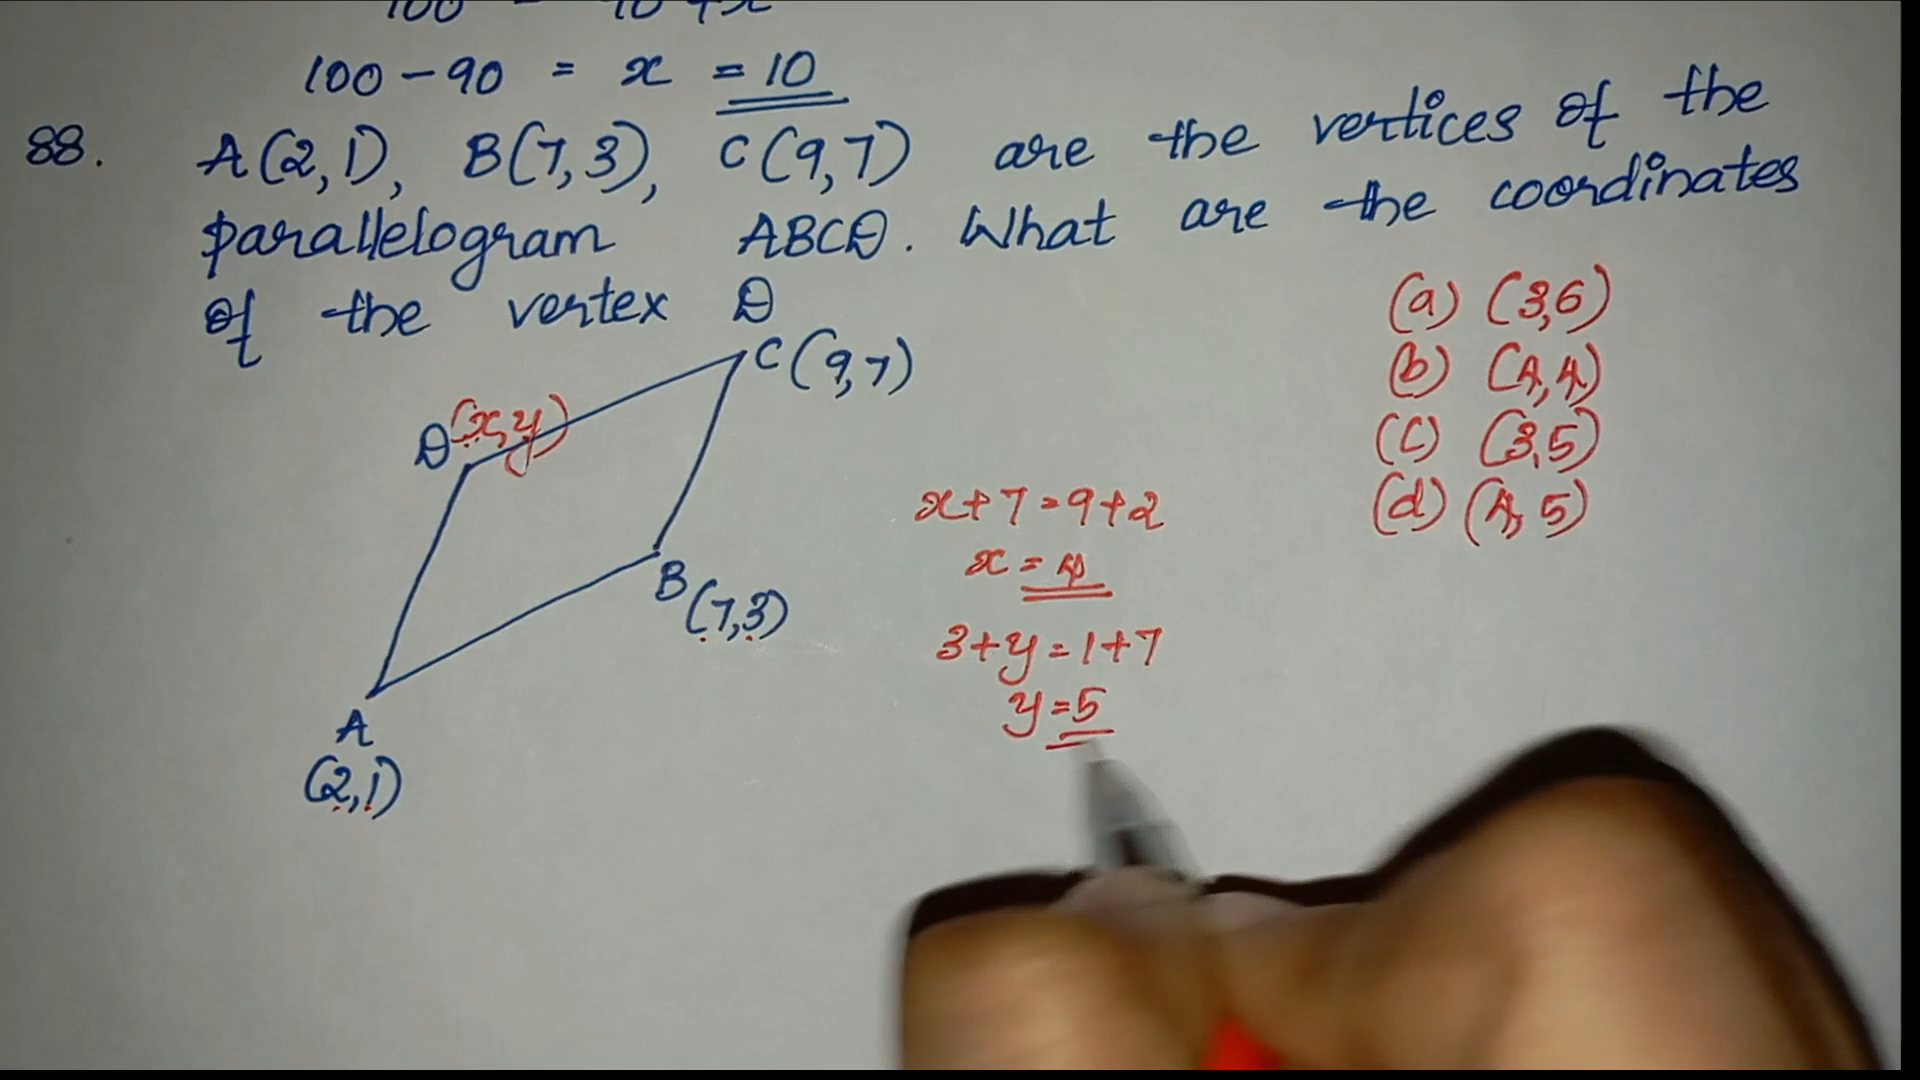 100 - 90 = x = 10
88. A(2,1), B(7,3), C(9,7) are the vertices of the
parallelogram ABCD. What are the coordinates
of the vertex D
(a) (3,6)
(b) (4,4)
(c) (3,5)
(d) (4,5)
C(9,7)
D(x,y)
B(7,3)
A
(2,1)
x+7=9+2
x=4
3+y=1+7
y=5